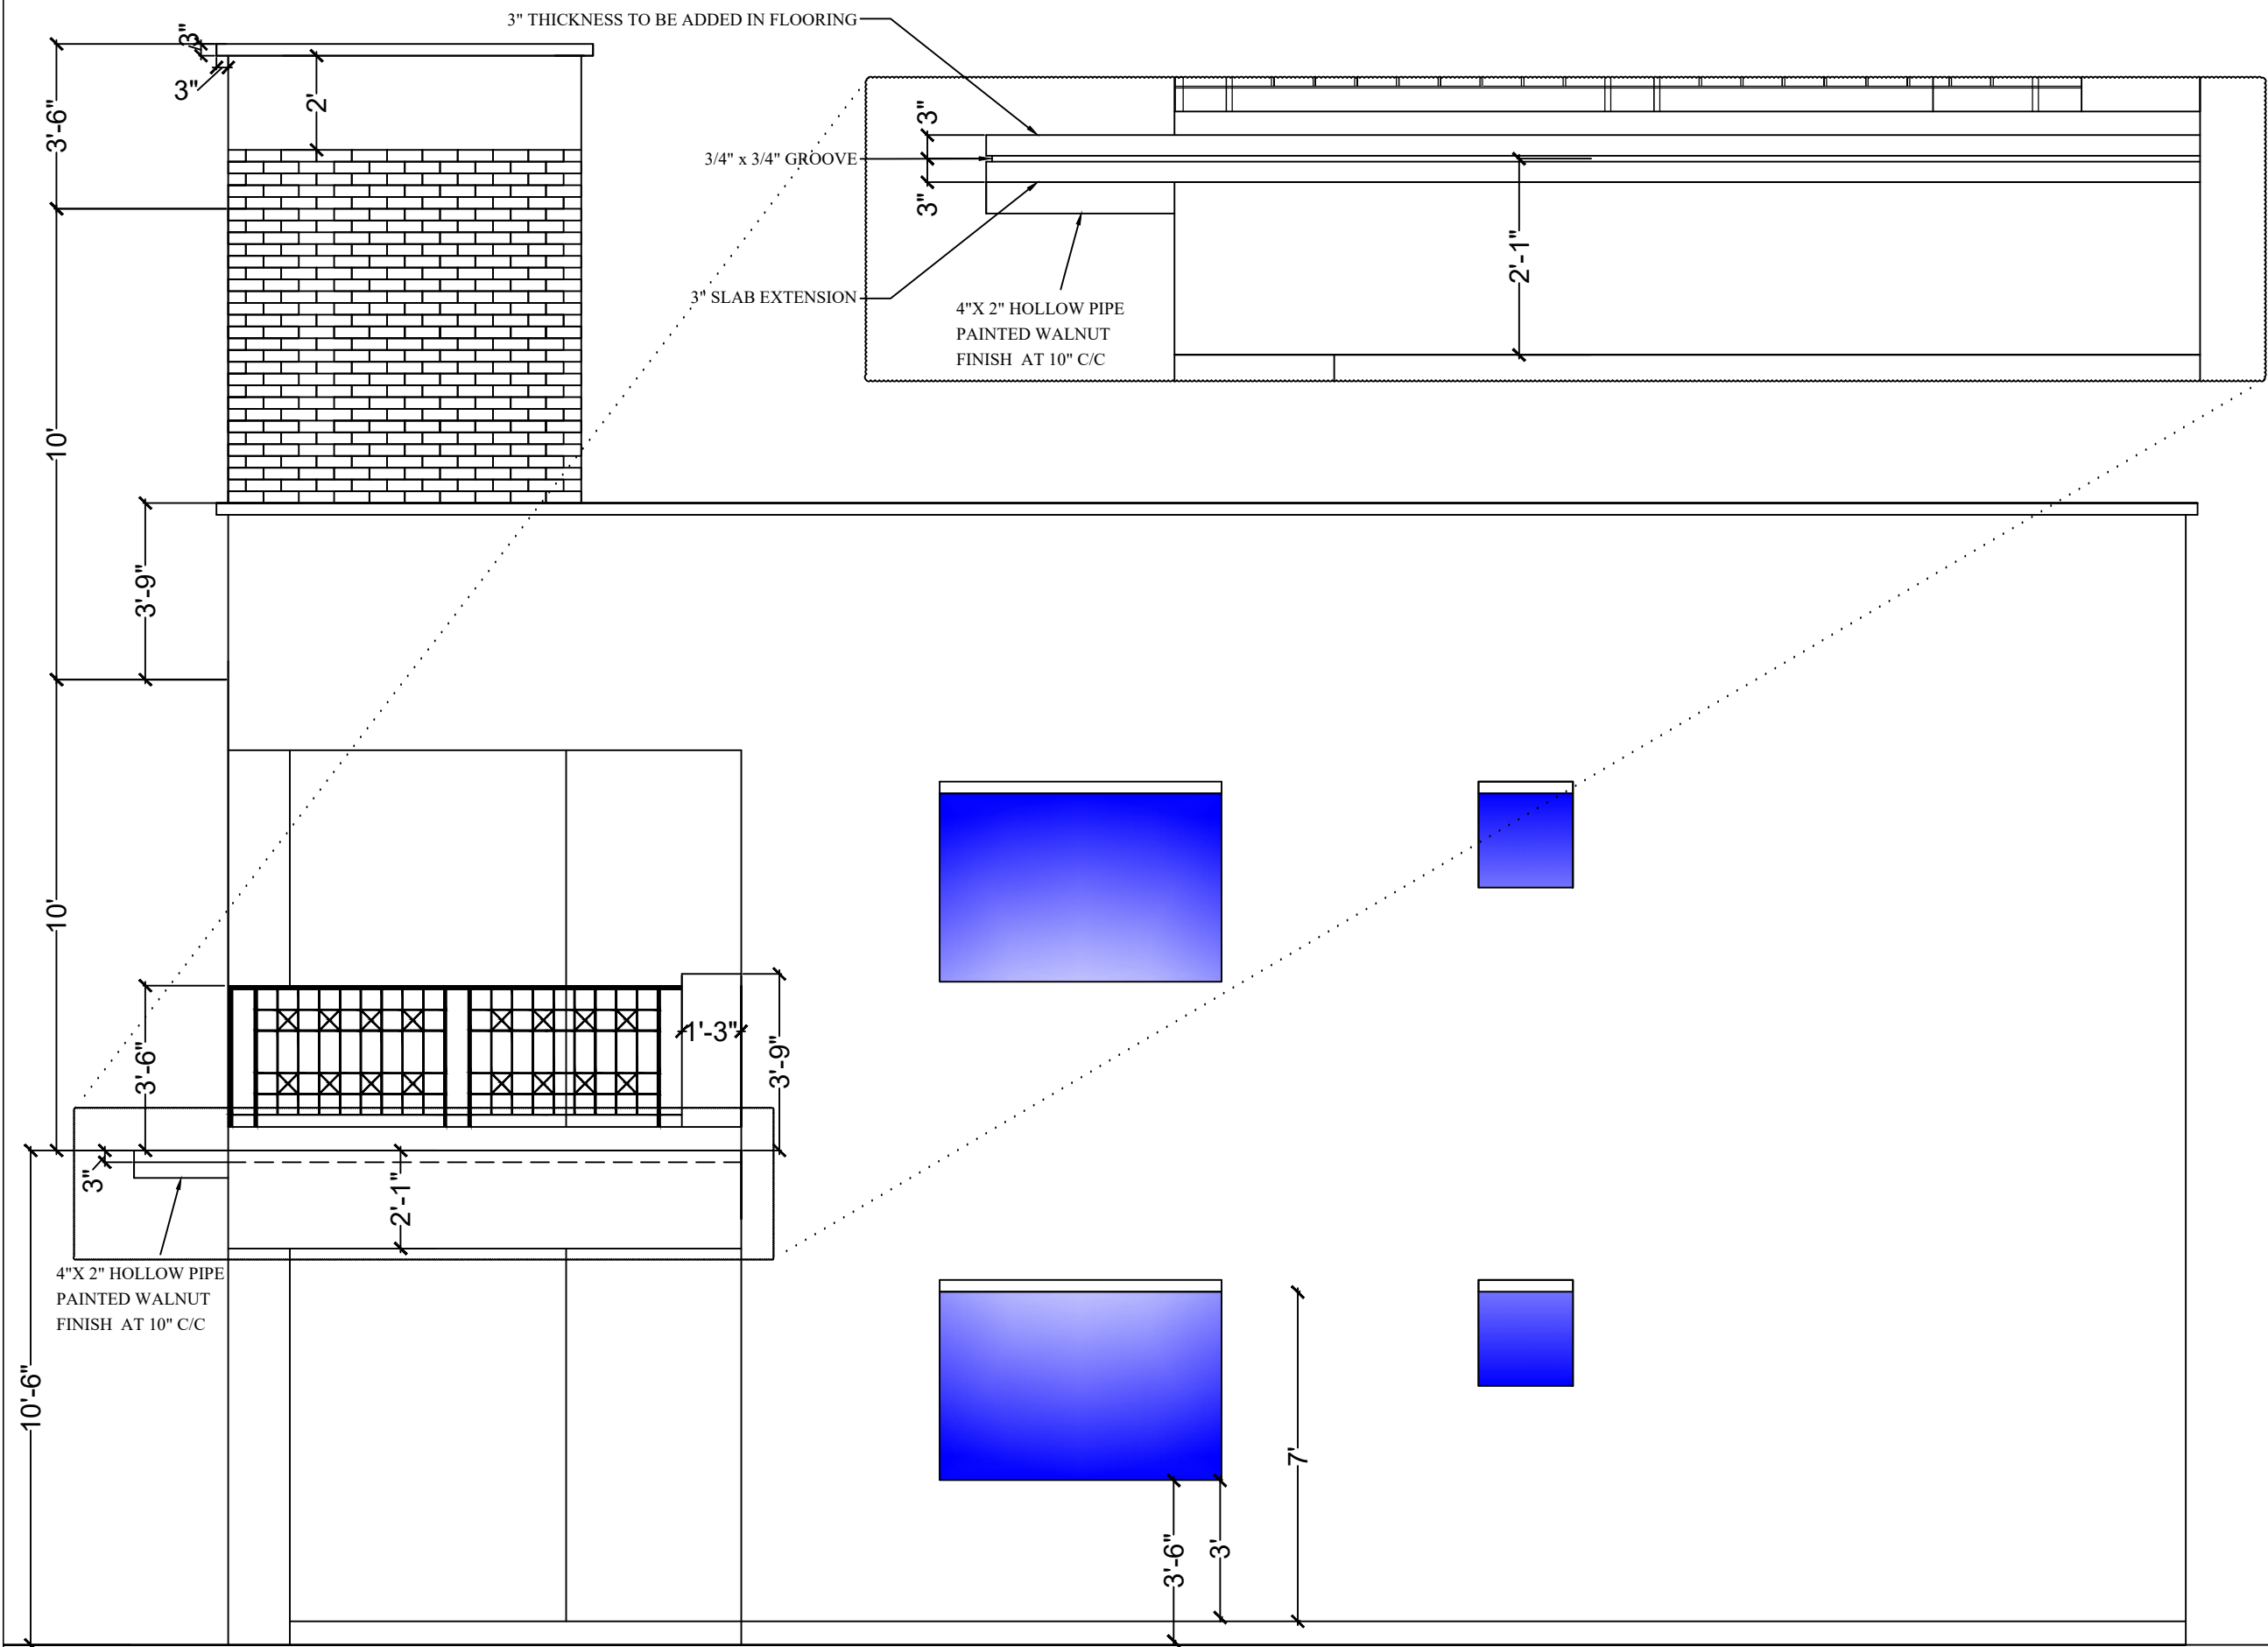 3" THICKNESS TO BE ADDED IN FLOORING
3"
3"
2'
3'-6"
3"
3/4" x 3/4" GROOVE
3"
2'-1"
3" SLAB EXTENSION
4"X 2" HOLLOW PIPE
PAINTED WALNUT
FINISH AT 10" C/C
10'
3'-9"
10'
1'-3"
3'-6"
3'-9"
3"
2'-1"
4"X 2" HOLLOW PIPE
PAINTED WALNUT
FINISH AT 10" C/C
10'-6"
7'
3'-6"
3'